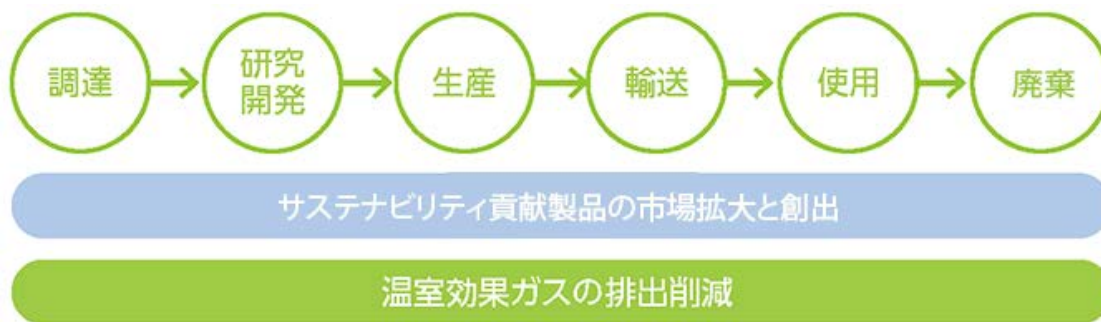 調達
研究
開発
生産
輸送
使用
廃棄
サステナビリティ貢献製品の市場拡大と創出
温室効果ガスの排出削減